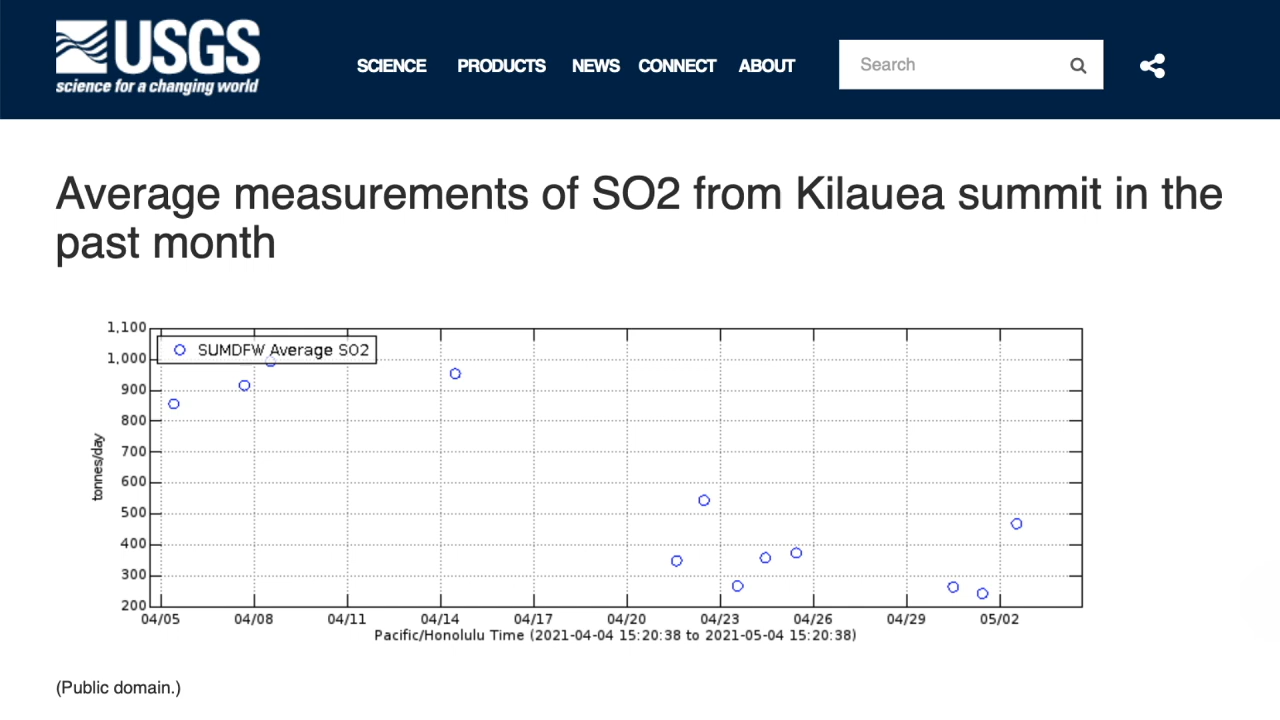 USGS
science for a changing world
SCIENCE PRODUCTS NEWS CONNECT ABOUT Search
Average measurements of SO2 from Kilauea summit in the
past month
1,100
SUMDFW Average SO2
1,000
900
800
700
600
500
400
300
200
tonnes/day
04/05 04/08 04/11 04/14 04/17 04/20 04/23 04/26 04/29 05/02
Pacific/Honolulu Time (2021-04-04 15:20:38 to 2021-05-04 15:20:38)
(Public domain.)